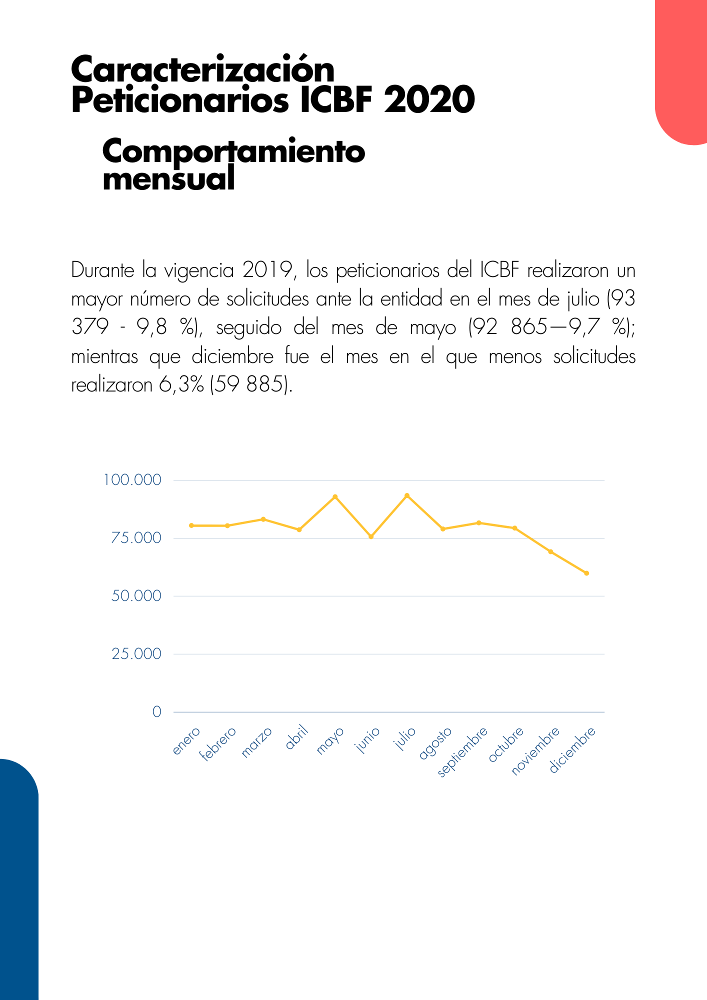 Caracterización
Peticionarios ICBF 2020
Comportamiento
mensual
Durante la vigencia 2019, los peticionarios del ICBF realizaron un
mayor número de solicitudes ante la entidad en el mes de julio (93
379 - 9,8 %), seguido del mes de mayo (92 865—9,7 %);
mientras que diciembre fue el mes en el que menos solicitudes
realizaron 6,3% (59 885).
100.000
75.000
50.000
25.000
0
enero
febrero
marzo
abril
mayo
junio
julio
agosto
septiembre
octubre
noviembre
diciembre